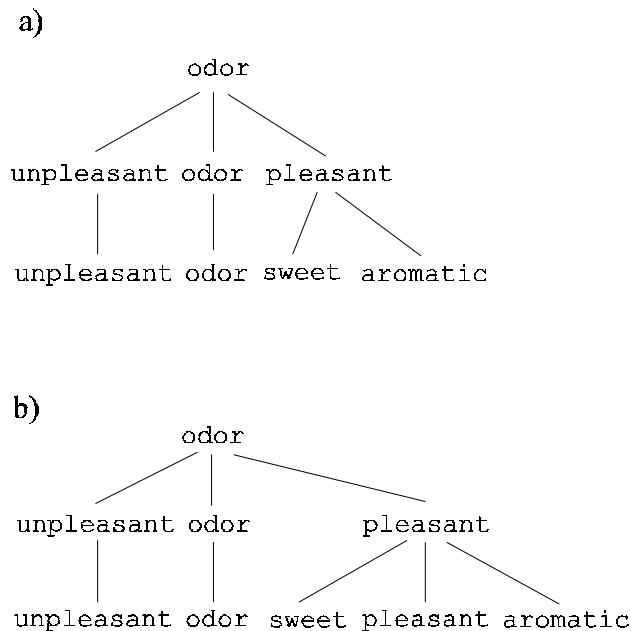 a)
odor
unpleasant odor pleasant
unpleasant odor sweet aromatic
b)
odor
unpleasant odor pleasant
unpleasant odor sweet pleasant aromatic